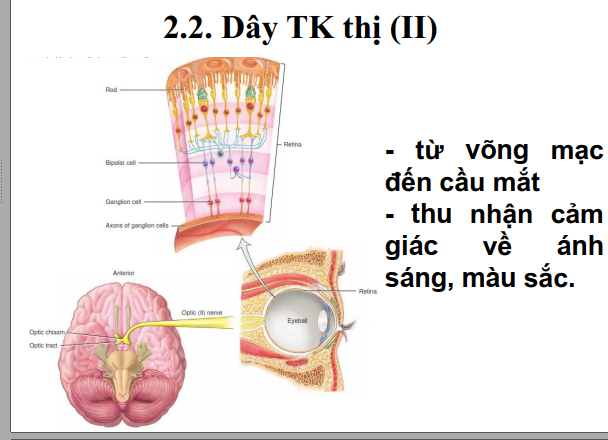 2.2. Dây TK thị (II)
Rod
Retina
Bipolar cell
Ganglion cell
Axons of ganglion cells
- từ võng mạc
đến cầu mắt
- thu nhận cảm
giác về ánh
sáng, màu sắc.
Anterior
Retina
Optic (II) nerve
Eyeball
Optic chiasm
Optic tract